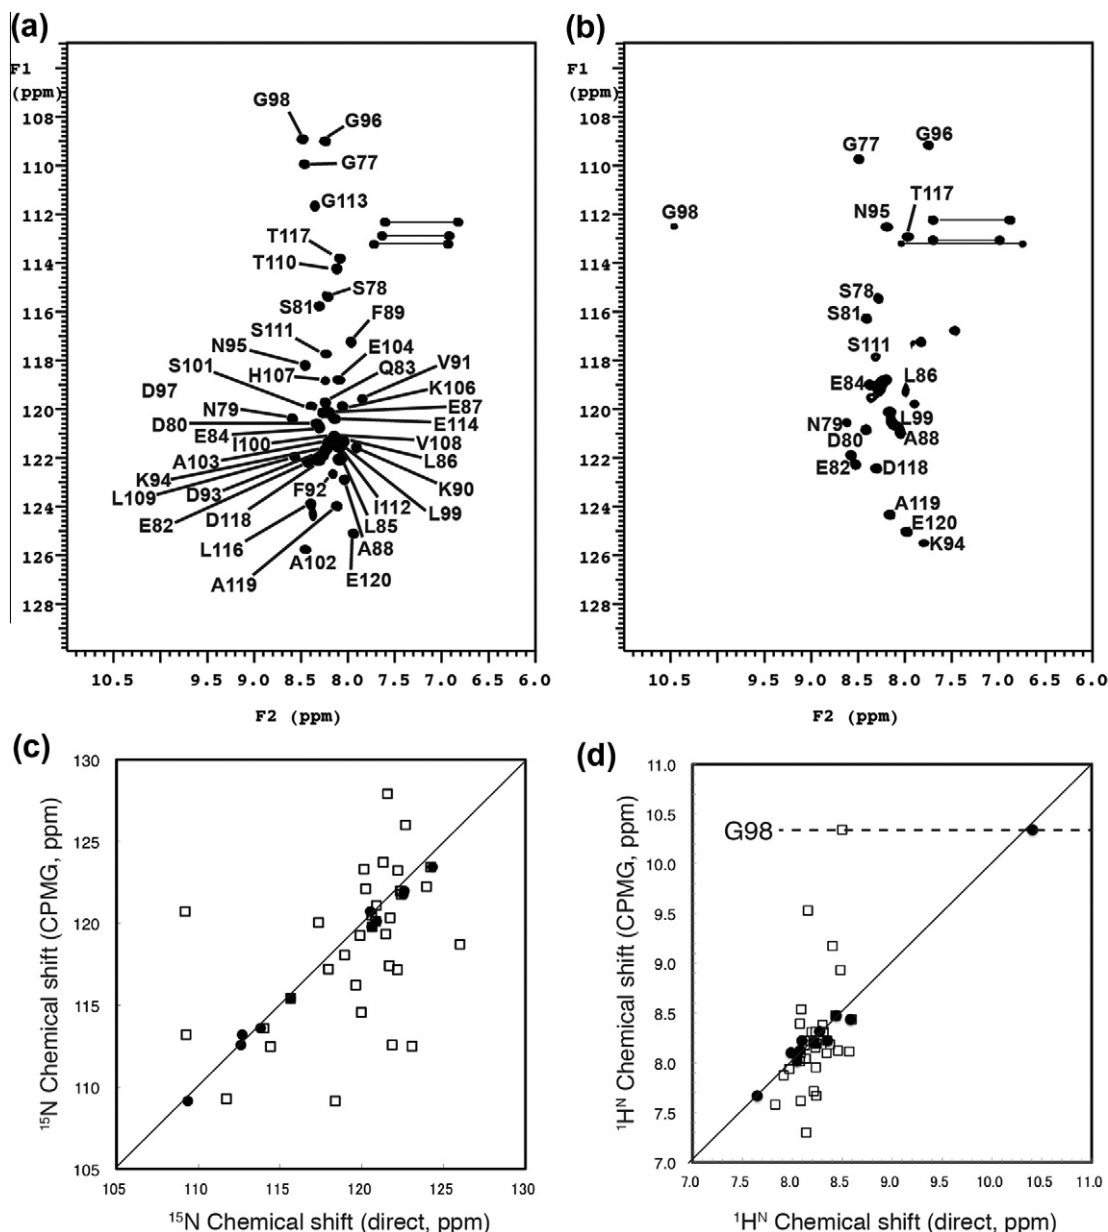 (a)
F1
(ppm)
108
110
112
114
116
118
120
122
124
126
128
G98
G96
G77
G113
T117
T110
S78
S81
F89
S111
N95
E104
V91
S101
H107
Q83
D97
K106
N79
E87
D80
E114
E84
I100
V108
A103
L86
K94
K90
L109
D93
F92
I112
L99
E82
D118
L85
L116
A88
A102
A119
E120
10.5 9.5 9.0 8.5 8.0 7.0 6.5 6.0
F2 (ppm)
(b)
F1
(ppm)
108
110
112
114
116
118
120
122
124
126
128
G77
G96
T117
G98
N95
S78
S81
S111
L86
E84
N79
L99
D80
A88
E82
D118
A119
E120
K94
10.5 9.5 9.0 8.5 8.0 7.0 6.5 6.0
F2 (ppm)
(c)
130
125
120
115
110
105
15N Chemical shift (CPMG, ppm)
105 110 115 120 125 130
15N Chemical shift (direct, ppm)
(d)
11.0
10.5
10.0
9.5
9.0
8.5
8.0
7.5
7.0
G98
1HN Chemical shift (CPMG, ppm)
7.0 7.5 8.0 8.5 9.0 9.5 10.0 10.5 11.0
1HN Chemical shift (direct, ppm)